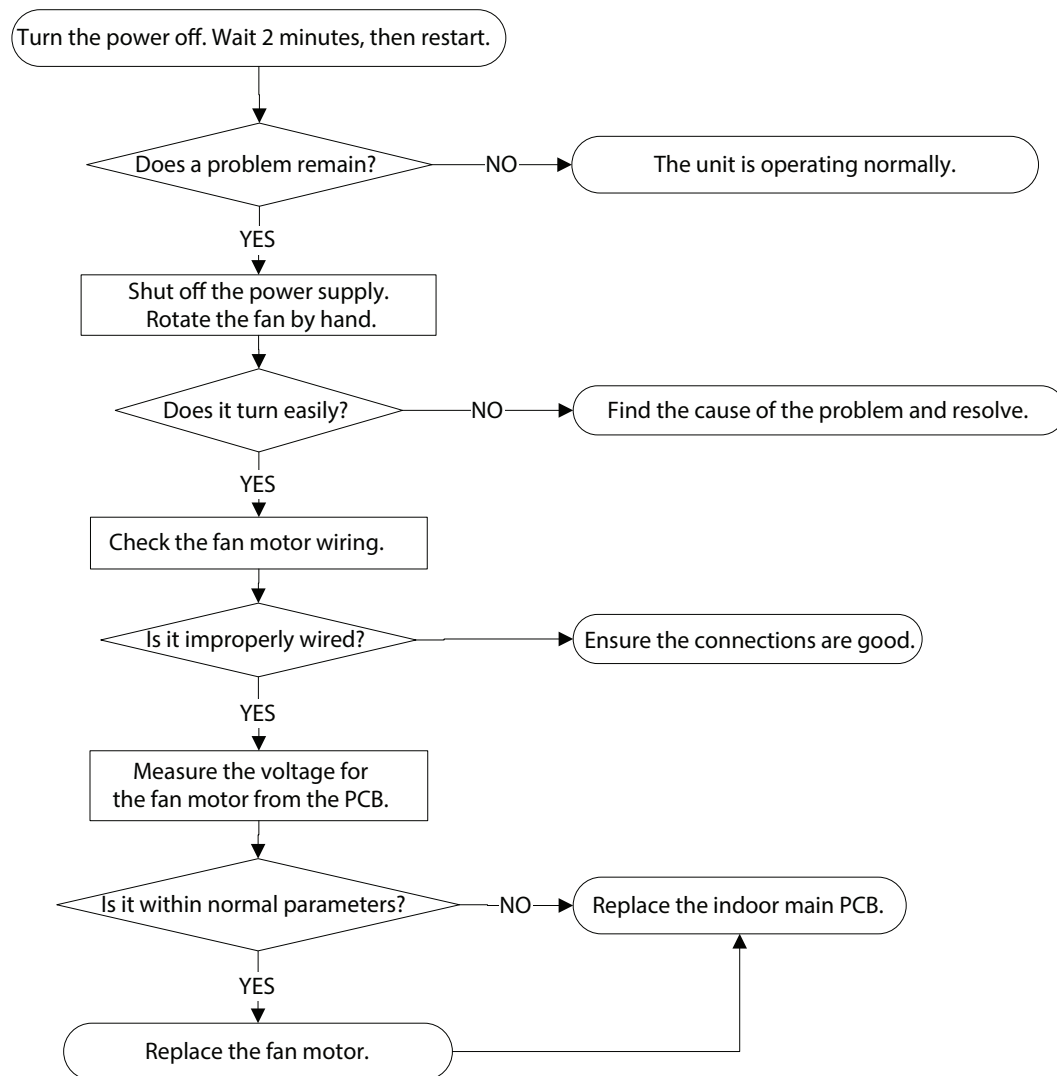 Turn the power off. Wait 2 minutes, then restart.
Does a problem remain?
NO
The unit is operating normally.
YES
Shut off the power supply.
Rotate the fan by hand.
Does it turn easily?
NO
Find the cause of the problem and resolve.
YES
Check the fan motor wiring.
Is it improperly wired?
Ensure the connections are good.
YES
Measure the voltage for
the fan motor from the PCB.
Is it within normal parameters?
NO
Replace the indoor main PCB.
YES
Replace the fan motor.